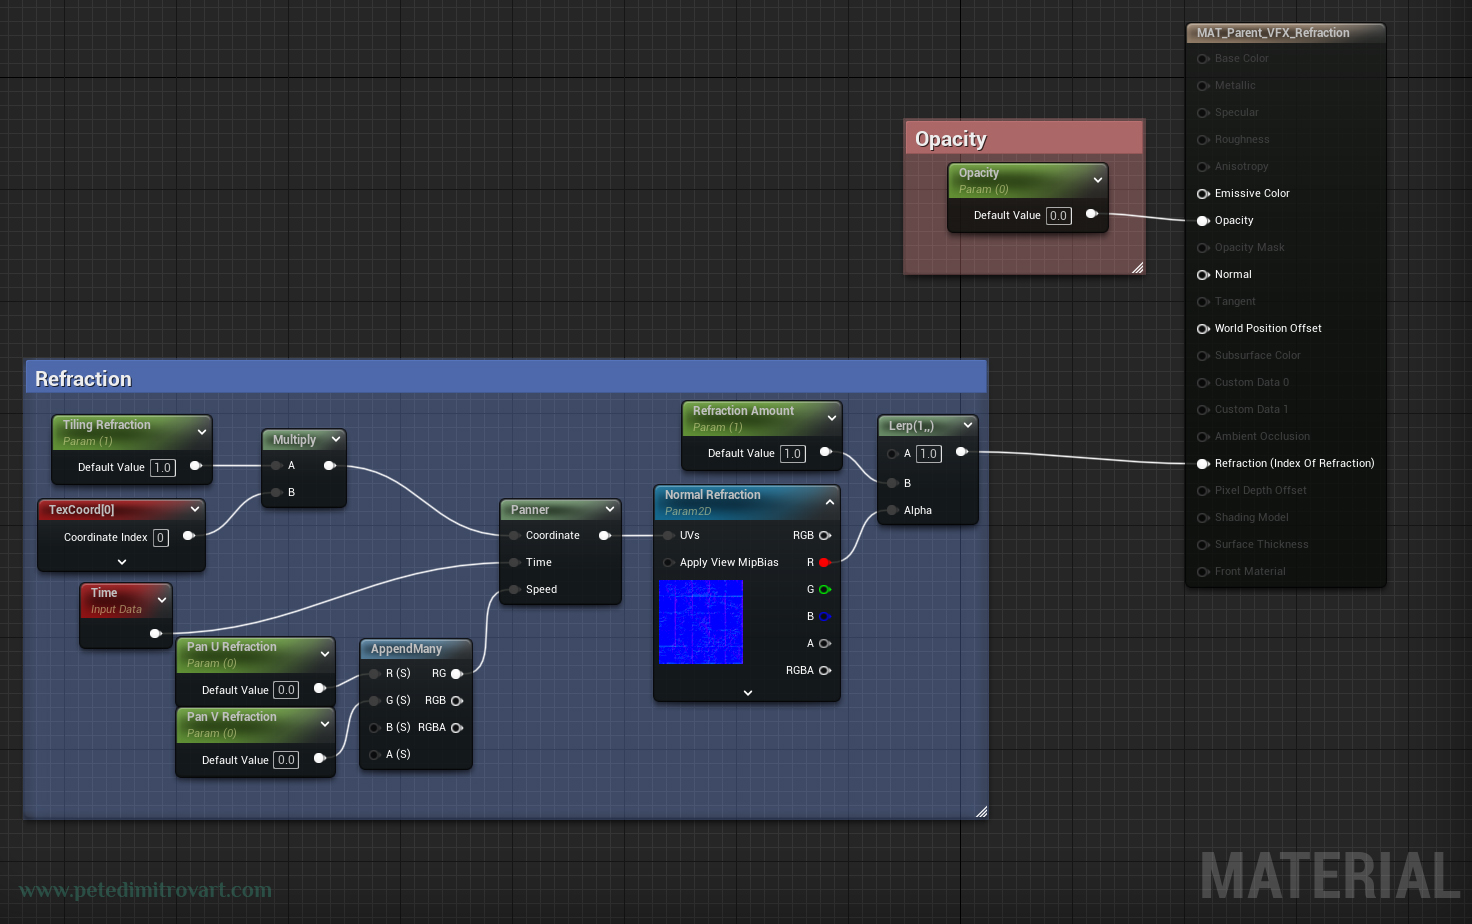 MAT_Parent_VFX_Refraction
Base Color
Metallic
Specular
Roughness
Anisotropy
Emissive Color
Opacity
Opacity Mask
Normal
Tangent
World Position Offset
Subsurface Color
Custom Data 0
Custom Data 1
Ambient Occlusion
Refraction (Index Of Refraction)
Pixel Depth Offset
Shading Model
Surface Thickness
Front Material
Opacity
Opacity
Param (0)
Default Value 0.0
Refraction
Tiling Refraction
Param (1)
Default Value 1.0
TexCoord[0]
Coordinate Index 0
Multiply
A
B
Time
Input Data
Pan U Refraction
Param (0)
Default Value 0.0
Pan V Refraction
Param (0)
Default Value 0.0
AppendMany
R (S) RG
G (S) RGB
B (S) RGBA
A (S)
Panner
Coordinate
Time
Speed
Refraction Amount
Param (1)
Default Value 1.0
Normal Refraction
Param2D
UVs RGB
Apply View MipBias R
G
B
A
RGBA
Lerp(1,,)
A 1.0
B
Alpha
www.petedimitrovart.com
MATERIAL